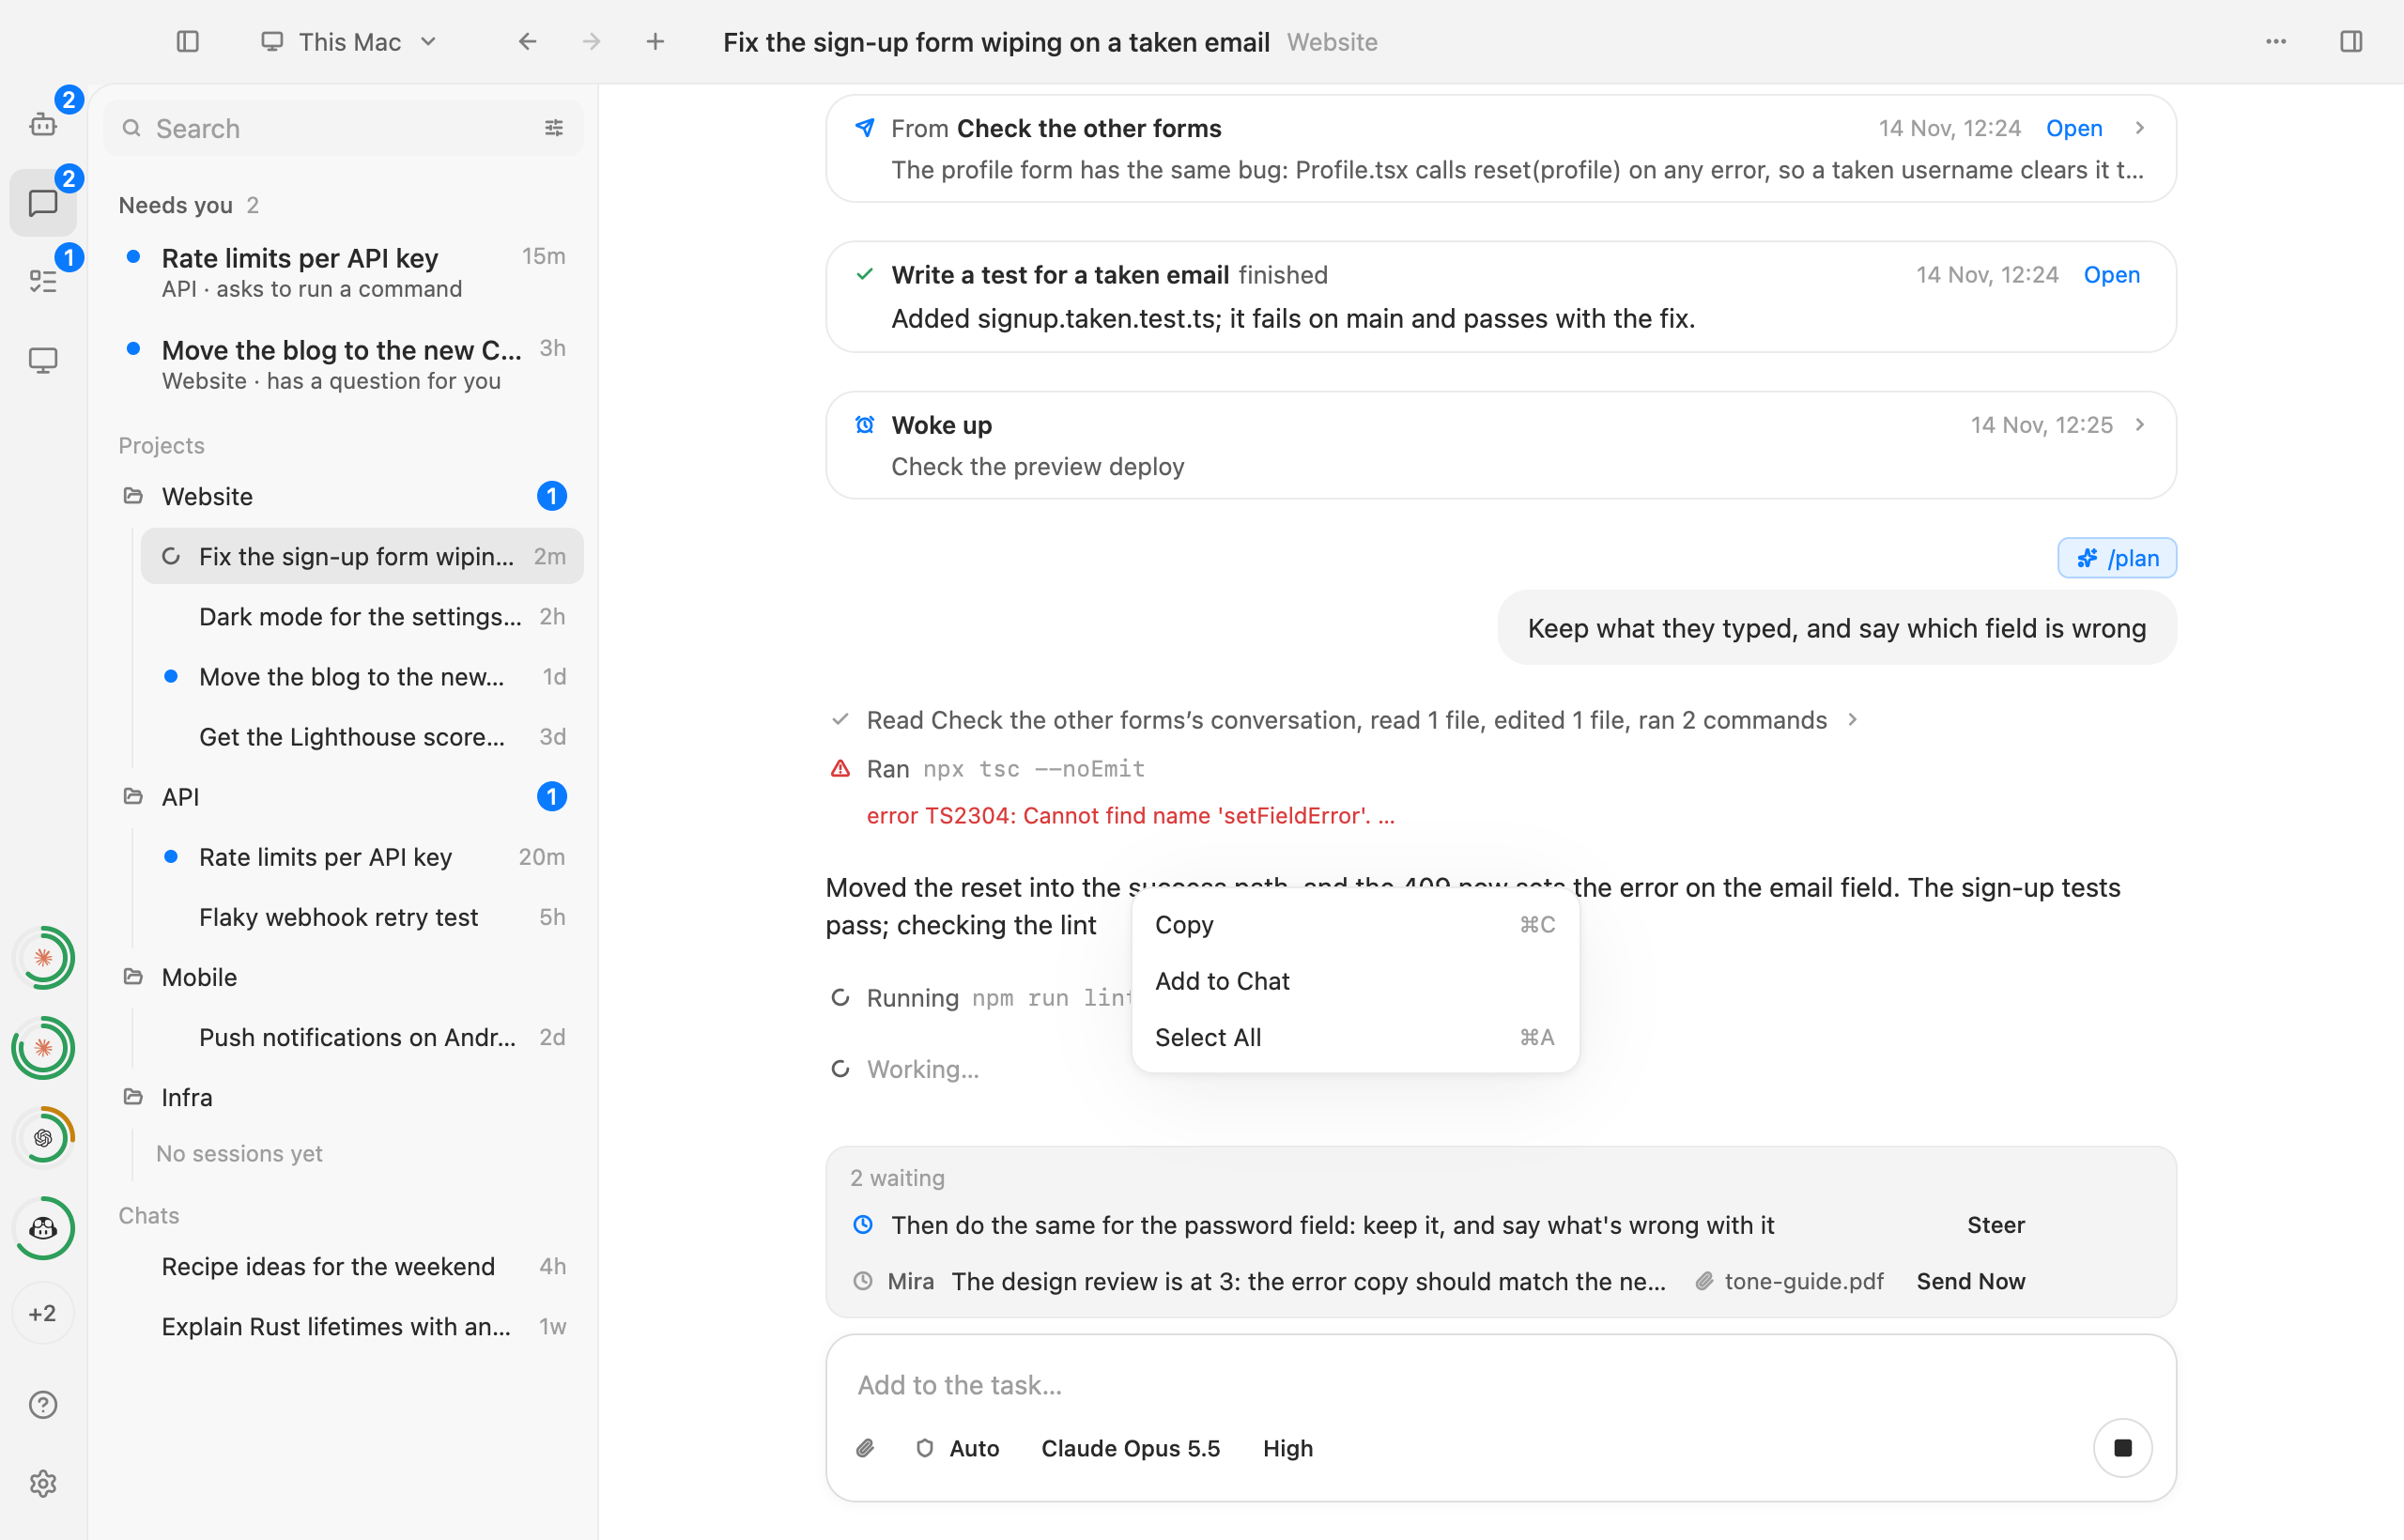 This Mac
Fix the sign-up form wiping on a taken email Website
2
2
1
Search
Needs you 2
Rate limits per API key 15m
API · asks to run a command
Move the blog to the new C... 3h
Website · has a question for you
Projects
Website 1
Fix the sign-up form wipin... 2m
Dark mode for the settings... 2h
Move the blog to the new... 1d
Get the Lighthouse score... 3d
API 1
Rate limits per API key 20m
Flaky webhook retry test 5h
Mobile
Push notifications on Andr... 2d
Infra
No sessions yet
Chats
Recipe ideas for the weekend 4h
Explain Rust lifetimes with an... 1w
+2
From Check the other forms 14 Nov, 12:24 Open
The profile form has the same bug: Profile.tsx calls reset(profile) on any error, so a taken username clears it t...
Write a test for a taken email finished 14 Nov, 12:24 Open
Added signup.taken.test.ts; it fails on main and passes with the fix.
Woke up 14 Nov, 12:25
Check the preview deploy
/plan
Keep what they typed, and say which field is wrong
Read Check the other forms’s conversation, read 1 file, edited 1 file, ran 2 commands
Ran npx tsc --noEmit
error TS2304: Cannot find name 'setFieldError'. ...
Moved the reset into the success path, and the 409 now sets the error on the email field. The sign-up tests
pass; checking the lint
Running npm run lint
Working...
Copy ⌘C
Add to Chat
Select All ⌘A
2 waiting
Then do the same for the password field: keep it, and say what's wrong with it Steer
Mira The design review is at 3: the error copy should match the ne... tone-guide.pdf Send Now
Add to the task...
Auto Claude Opus 5.5 High